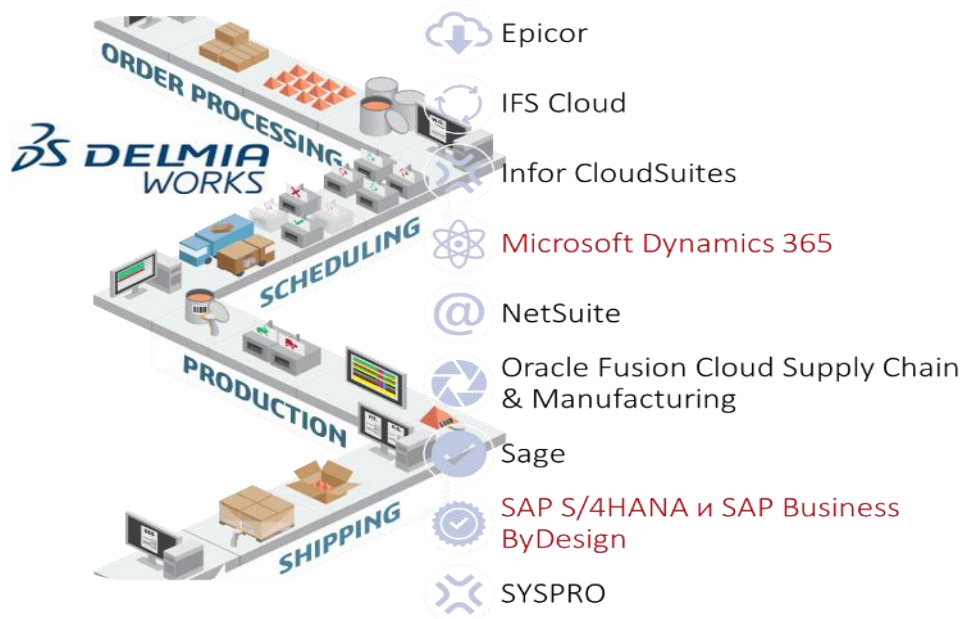 ORDER PROCESSING
3S DELMIA
WORKS
SCHEDULING
PRODUCTION
SHIPPING
Epicor
IFS Cloud
Infor CloudSuites
Microsoft Dynamics 365
@ NetSuite
Oracle Fusion Cloud Supply Chain
& Manufacturing
Sage
SAP S/4HANA и SAP Business
ByDesign
SYSPRO